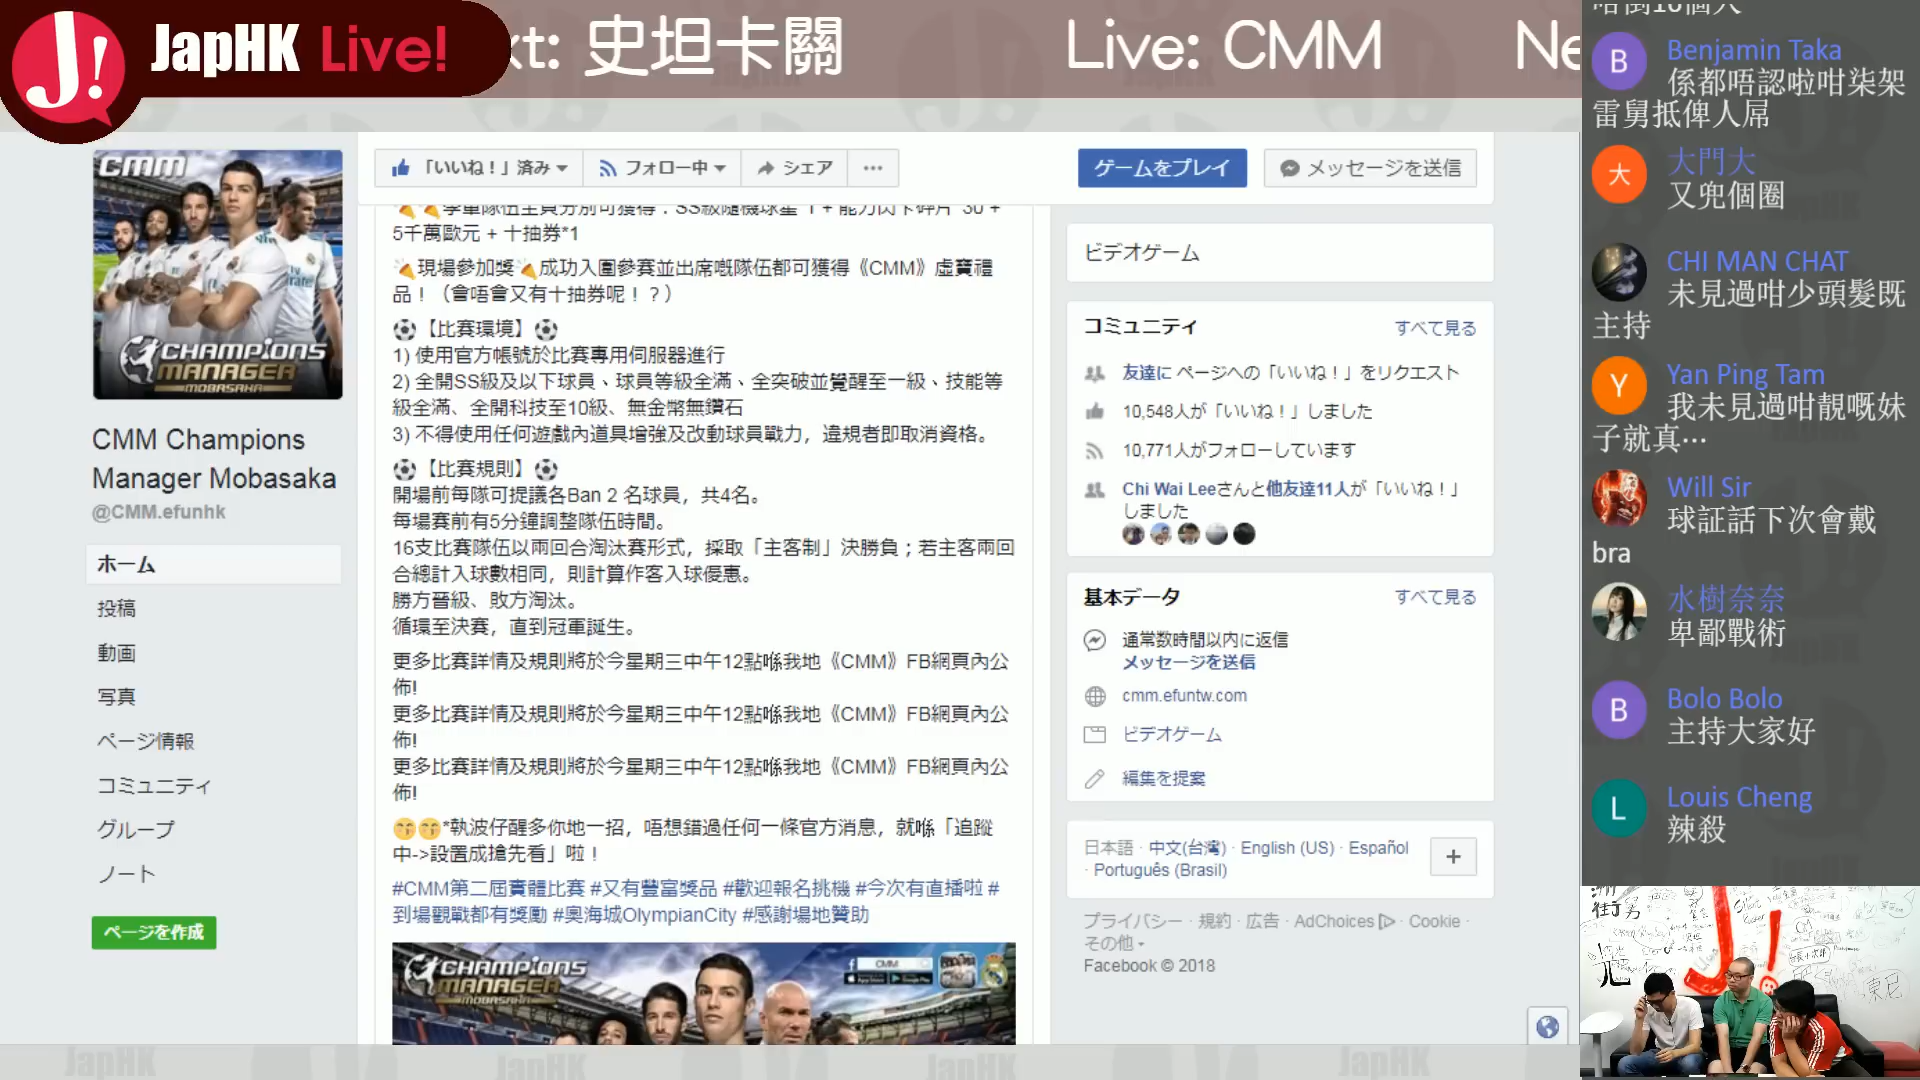 JapHK Live!
xt: 史坦卡關
Live: CMM
Ne
CMM
CHAMPIONS
MANAGER
MOBASAKA
CMM Champions
Manager Mobasaka
@CMM.efunhk
ホーム
投稿
動画
写真
ページ情報
コミュニティ
グループ
ノート
ページを作成
「いいね！」済み
フォロー中
シェア
ゲームをプレイ
メッセージを送信
5千萬歐元 + 十抽券*1
現場參加獎 成功入圍參賽並出席嘅隊伍都可獲得《CMM》虛寶禮
品！（會唔會又有十抽券呢！？）
【比賽環境】
1) 使用官方帳號於比賽專用伺服器進行
2) 全開SS級及以下球員、球員等級全滿、全突破並覺醒至一級、技能等
級全滿、全開科技至10級、無金幣無鑽石
3) 不得使用任何遊戲內道具增強及改動球員戰力，違規者即取消資格。
【比賽規則】
開場前每隊可提議各Ban 2 名球員，共4名。
每場賽前有5分鐘調整隊伍時間。
16支比賽隊伍以兩回合淘汰賽形式，採取「主客制」決勝負；若主客兩回
合總計入球數相同，則計算作客入球優惠。
勝方晉級、敗方淘汰。
循環至決賽，直到冠軍誕生。
更多比賽詳情及規則將於今星期三中午12點喺我地《CMM》FB網頁內公
佈!
更多比賽詳情及規則將於今星期三中午12點喺我地《CMM》FB網頁內公
佈!
更多比賽詳情及規則將於今星期三中午12點喺我地《CMM》FB網頁內公
佈!
*執波仔醒多你地一招，唔想錯過任何一條官方消息，就喺「追蹤
中->設置成搶先看」啦！
#CMM第二屆實體比賽 #又有豐富獎品 #歡迎報名挑機 #今次有直播啦 #
到場觀戰都有獎勵 #奧海城OlympianCity #感謝場地贊助
CHAMPIONS
MANAGER
MOBASAKA
CMM
ビデオゲーム
コミュニティ
すべて見る
友達に ページへの「いいね！」をリクエスト
10,548人が「いいね！」しました
10,771人がフォローしています
Chi Wai Leeさんと他友達11人が「いいね！」
しました
基本データ
すべて見る
通常数時間以内に返信
メッセージを送信
cmm.efuntw.com
ビデオゲーム
編集を提案
日本語 · 中文(台灣) · English (US) · Español
· Português (Brasil)
プライバシー · 規約 · 広告 · AdChoices · Cookie ·
その他
Facebook © 2018
Benjamin Taka
係都唔認啦咁柒架
雷舅抵俾人屌
大門大
又兜個圈
CHI MAN CHAT
未見過咁少頭髮既
主持
Yan Ping Tam
我未見過咁靚嘅妹
子就真…
Will Sir
球証話下次會戴
bra
水樹奈奈
卑鄙戰術
Bolo Bolo
主持大家好
Louis Cheng
辣殺